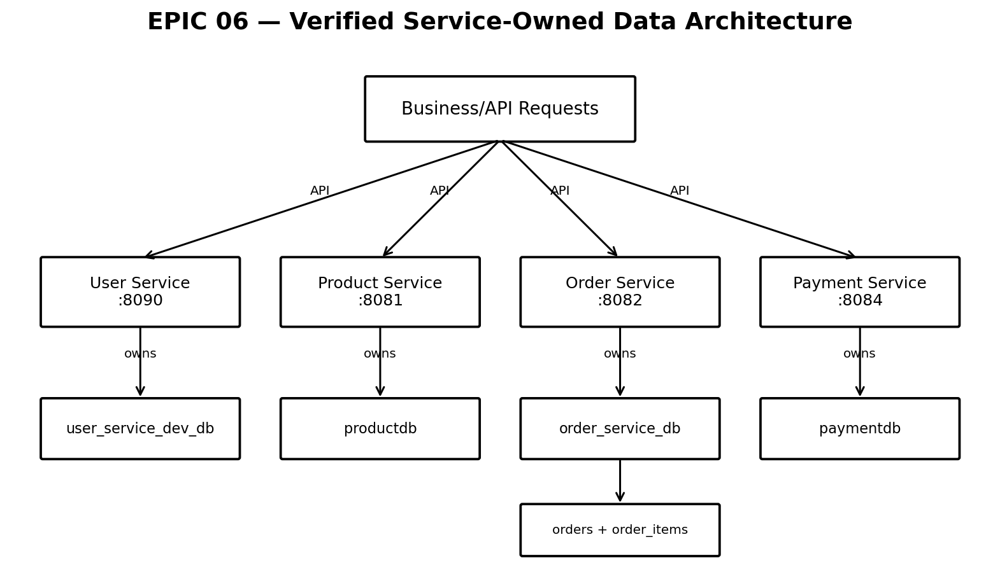 EPIC 06 — Verified Service-Owned Data Architecture
Business/API Requests
API
API
API
API
User Service
:8090
Product Service
:8081
Order Service
:8082
Payment Service
:8084
owns
owns
owns
owns
user_service_dev_db
productdb
order_service_db
paymentdb
orders + order_items